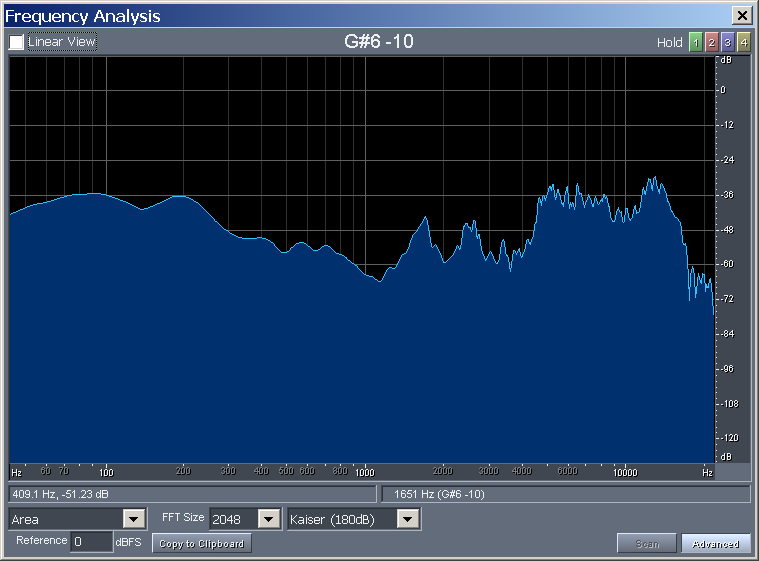 Frequency Analysis
Linear View G#6 -10 Hold 1 2 3 4
dB
-0
-12
-24
-36
-48
-60
-72
-84
-96
-108
-120
dB
Hz 60 70 100 200 300 400 500 600 1000 2000 3000 4000 6000 10000 Hz
409.1 Hz, -51.23 dB 1651 Hz (G#6 -10)
Area FFT Size 2048 Kaiser (180dB)
Reference 0 dBFS Copy to Clipboard Scan Advanced